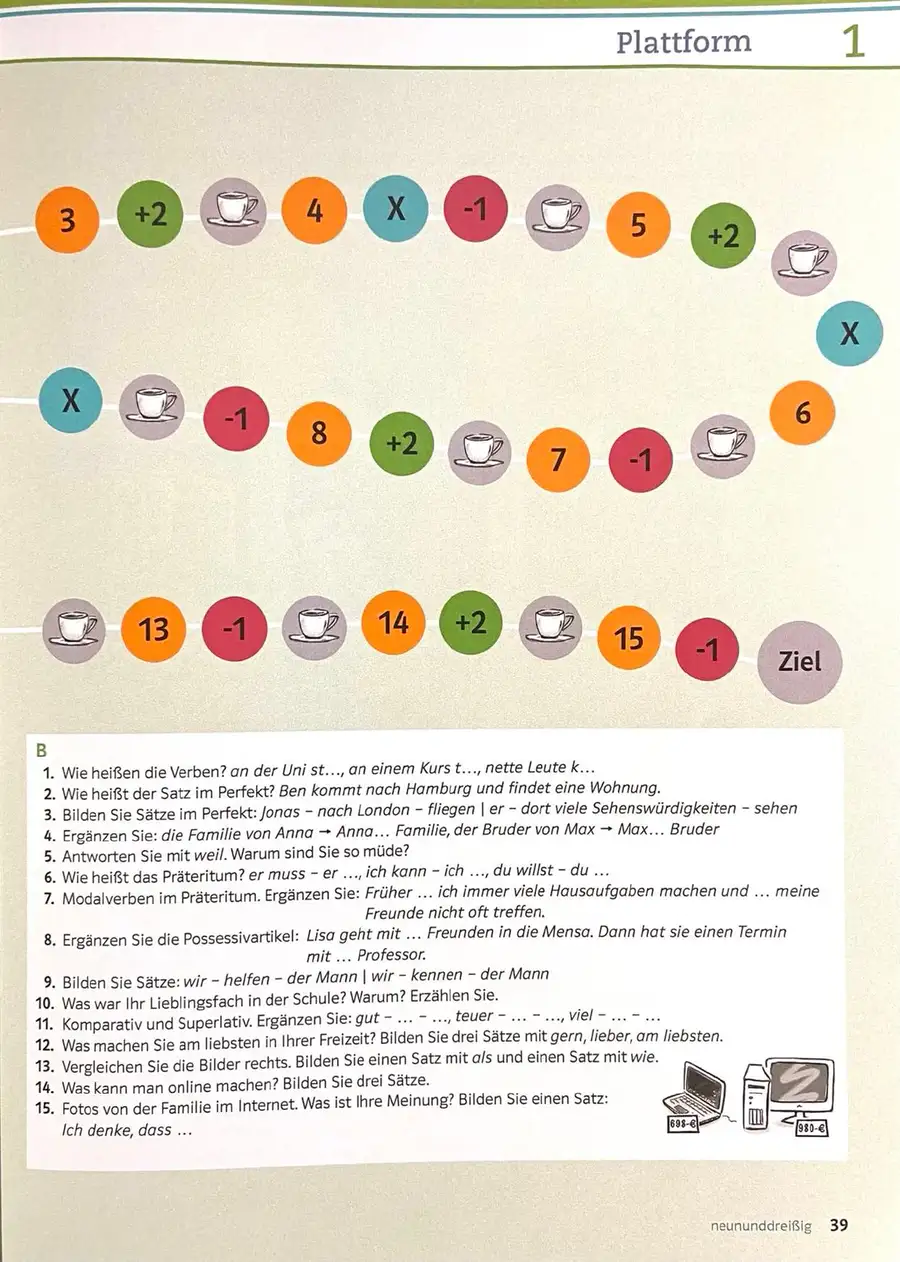 Plattform 1
3 +2 4 X -1 5 +2
X
X -1 8 +2 7 -1 6
13 -1 14 +2 15 -1 Ziel
B
1. Wie heißen die Verben? an der Uni st..., an einem Kurs t..., nette Leute k...
2. Wie heißt der Satz im Perfekt? Ben kommt nach Hamburg und findet eine Wohnung.
3. Bilden Sie Sätze im Perfekt: Jonas – nach London – fliegen | er – dort viele Sehenswürdigkeiten – sehen
4. Ergänzen Sie: die Familie von Anna → Anna... Familie, der Bruder von Max → Max... Bruder
5. Antworten Sie mit weil. Warum sind Sie so müde?
6. Wie heißt das Präteritum? er muss – er ..., ich kann – ich ..., du willst – du ...
7. Modalverben im Präteritum. Ergänzen Sie: Früher ... ich immer viele Hausaufgaben machen und ... meine
Freunde nicht oft treffen.
8. Ergänzen Sie die Possessivartikel: Lisa geht mit ... Freunden in die Mensa. Dann hat sie einen Termin
mit ... Professor.
9. Bilden Sie Sätze: wir – helfen – der Mann | wir – kennen – der Mann
10. Was war Ihr Lieblingsfach in der Schule? Warum? Erzählen Sie.
11. Komparativ und Superlativ. Ergänzen Sie: gut – ... – ..., teuer – ... – ..., viel – ... – ...
12. Was machen Sie am liebsten in Ihrer Freizeit? Bilden Sie drei Sätze mit gern, lieber, am liebsten.
13. Vergleichen Sie die Bilder rechts. Bilden Sie einen Satz mit als und einen Satz mit wie.
14. Was kann man online machen? Bilden Sie drei Sätze.
15. Fotos von der Familie im Internet. Was ist Ihre Meinung? Bilden Sie einen Satz:
Ich denke, dass ...
698-€ 980-€
neununddreißig 39